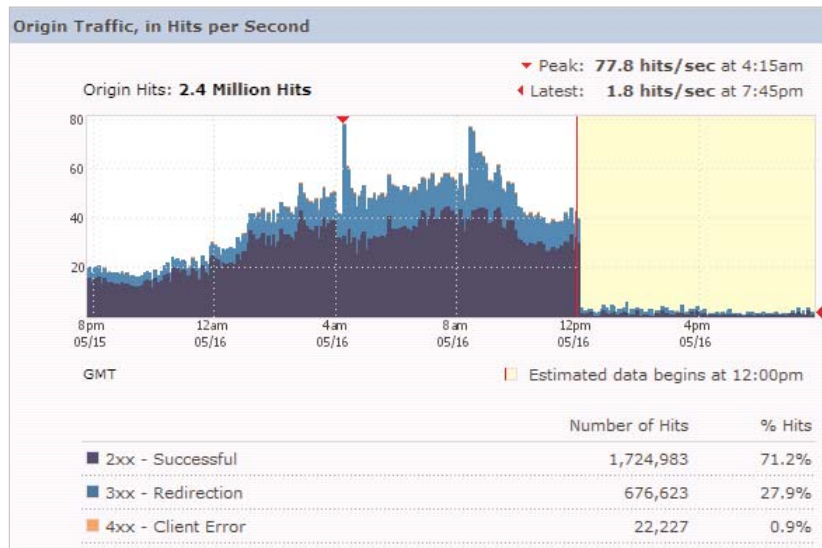 Origin Traffic, in Hits per Second
Peak: 77.8 hits/sec at 4:15am
Origin Hits: 2.4 Million Hits
Latest: 1.8 hits/sec at 7:45pm
80
60
40
20
8pm 12am 4am 8am 12pm 4pm
05/15 05/16 05/16 05/16 05/16 05/16
GMT
Estimated data begins at 12:00pm
Number of Hits % Hits
2xx - Successful 1,724,983 71.2%
3xx - Redirection 676,623 27.9%
4xx - Client Error 22,227 0.9%